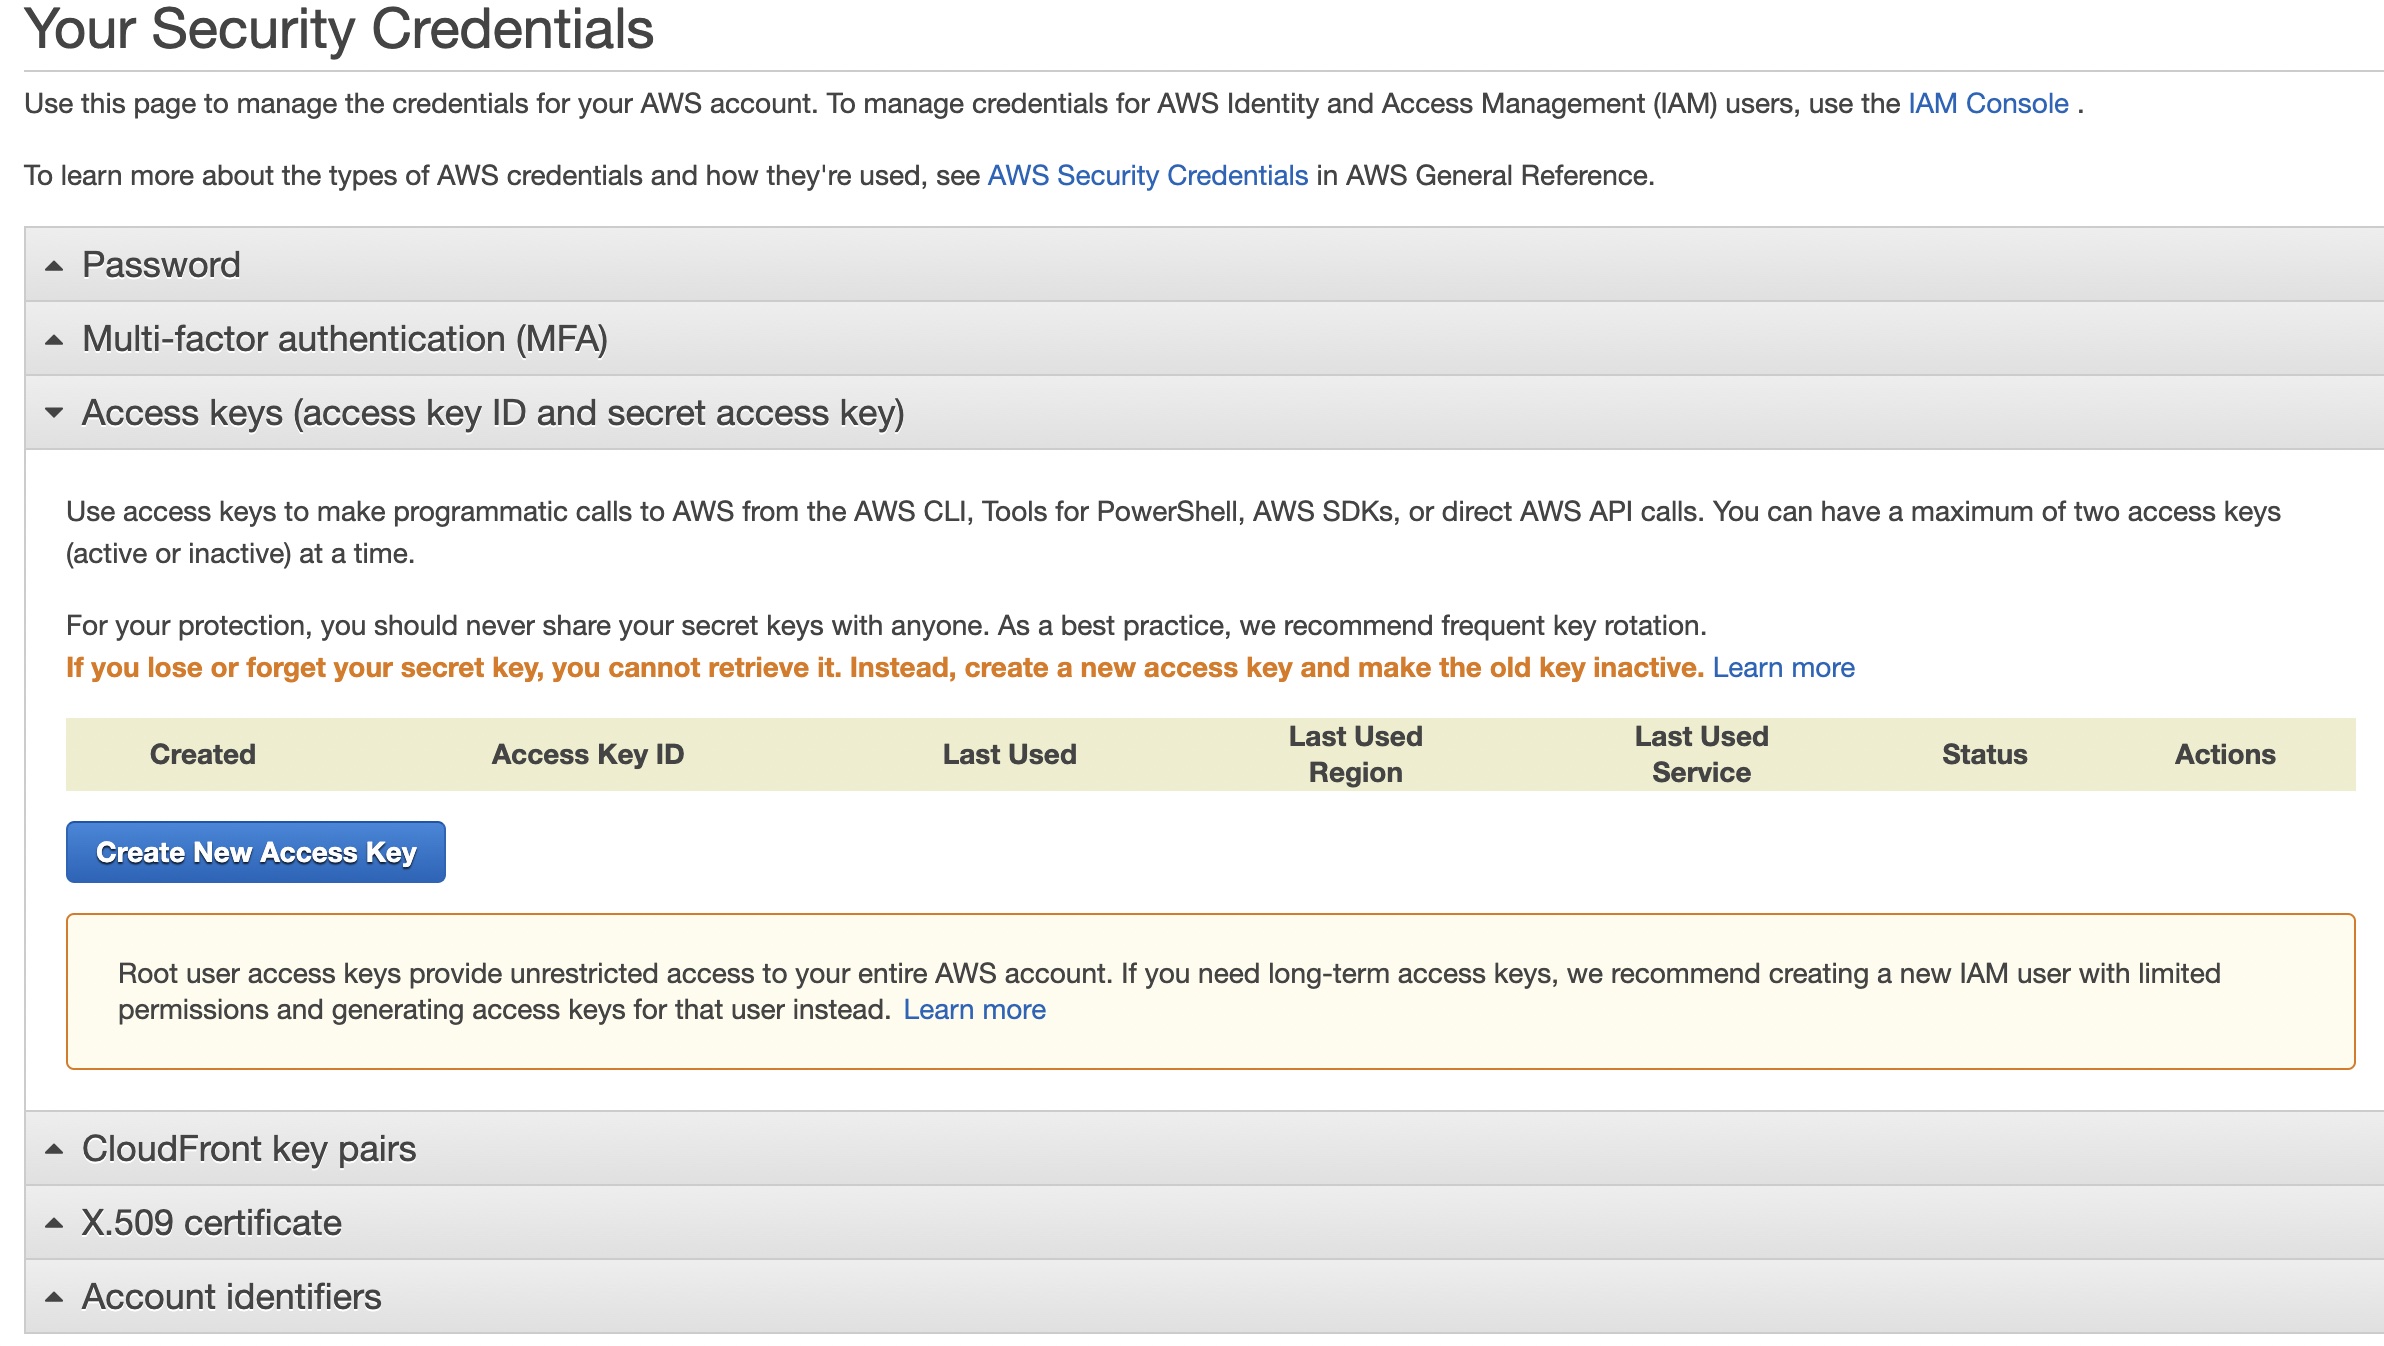 Your Security Credentials
Use this page to manage the credentials for your AWS account. To manage credentials for AWS Identity and Access Management (IAM) users, use the IAM Console .
To learn more about the types of AWS credentials and how they're used, see AWS Security Credentials in AWS General Reference.
Password
Multi-factor authentication (MFA)
Access keys (access key ID and secret access key)
Use access keys to make programmatic calls to AWS from the AWS CLI, Tools for PowerShell, AWS SDKs, or direct AWS API calls. You can have a maximum of two access keys
(active or inactive) at a time.
For your protection, you should never share your secret keys with anyone. As a best practice, we recommend frequent key rotation.
If you lose or forget your secret key, you cannot retrieve it. Instead, create a new access key and make the old key inactive. Learn more
Created Access Key ID Last Used Last Used Region Last Used Service Status Actions
Create New Access Key
Root user access keys provide unrestricted access to your entire AWS account. If you need long-term access keys, we recommend creating a new IAM user with limited
permissions and generating access keys for that user instead. Learn more
CloudFront key pairs
X.509 certificate
Account identifiers